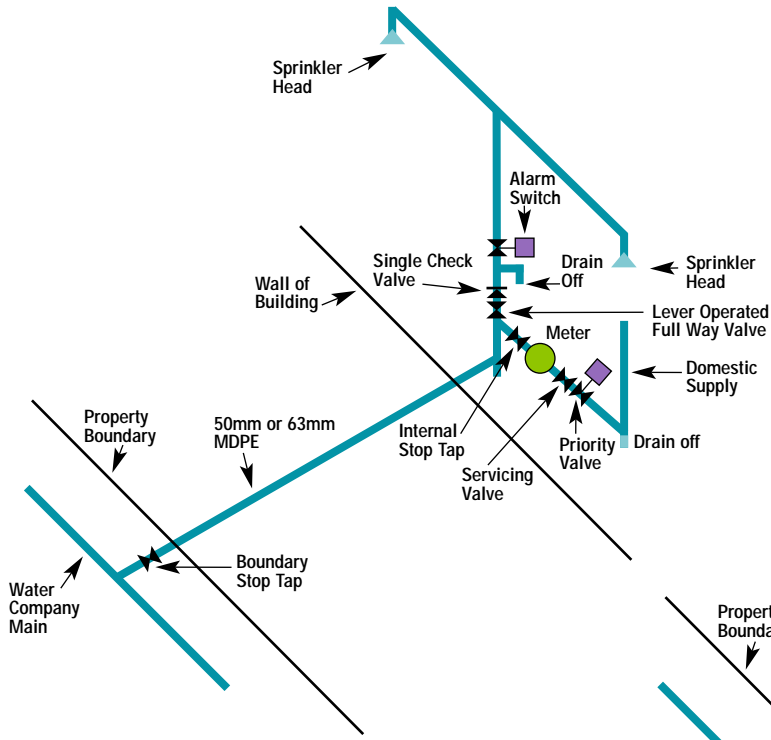 Sprinkler
Head
Alarm
Switch
Single Check
Valve
Drain
Off
Sprinkler
Head
Wall of
Building
Lever Operated
Full Way Valve
Meter
Domestic
Supply
Property
Boundary
50mm or 63mm
MDPE
Internal
Stop Tap
Servicing
Valve
Priority
Valve
Drain off
Boundary
Stop Tap
Water
Company
Main
Propert
Bounda